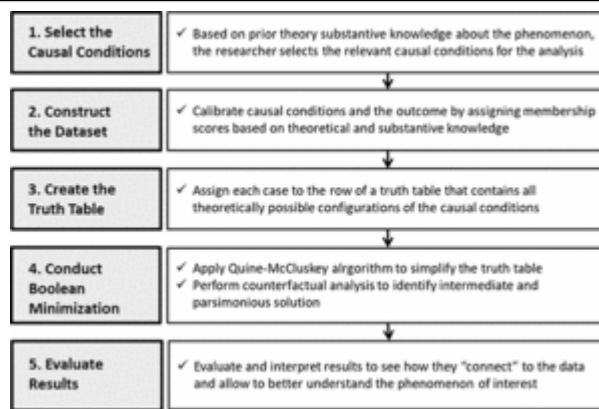 1. Select the
Causal Conditions
✓ Based on prior theory substantive knowledge about the phenomenon,
the researcher selects the relevant causal conditions for the analysis
2. Construct
the Dataset
✓ Calibrate causal conditions and the outcome by assigning membership
scores based on theoretical and substantive knowledge
3. Create the
Truth Table
✓ Assign each case to the row of a truth table that contains all
theoretically possible configurations of the causal conditions
4. Conduct
Boolean
Minimization
✓ Apply Quine-McCluskey alrgorithm to simplify the truth table
✓ Perform counterfactual analysis to identify intermediate and
parsimonious solution
5. Evaluate
Results
✓ Evaluate and interpret results to see how they "connect" to the data
and allow to better understand the phenomenon of interest